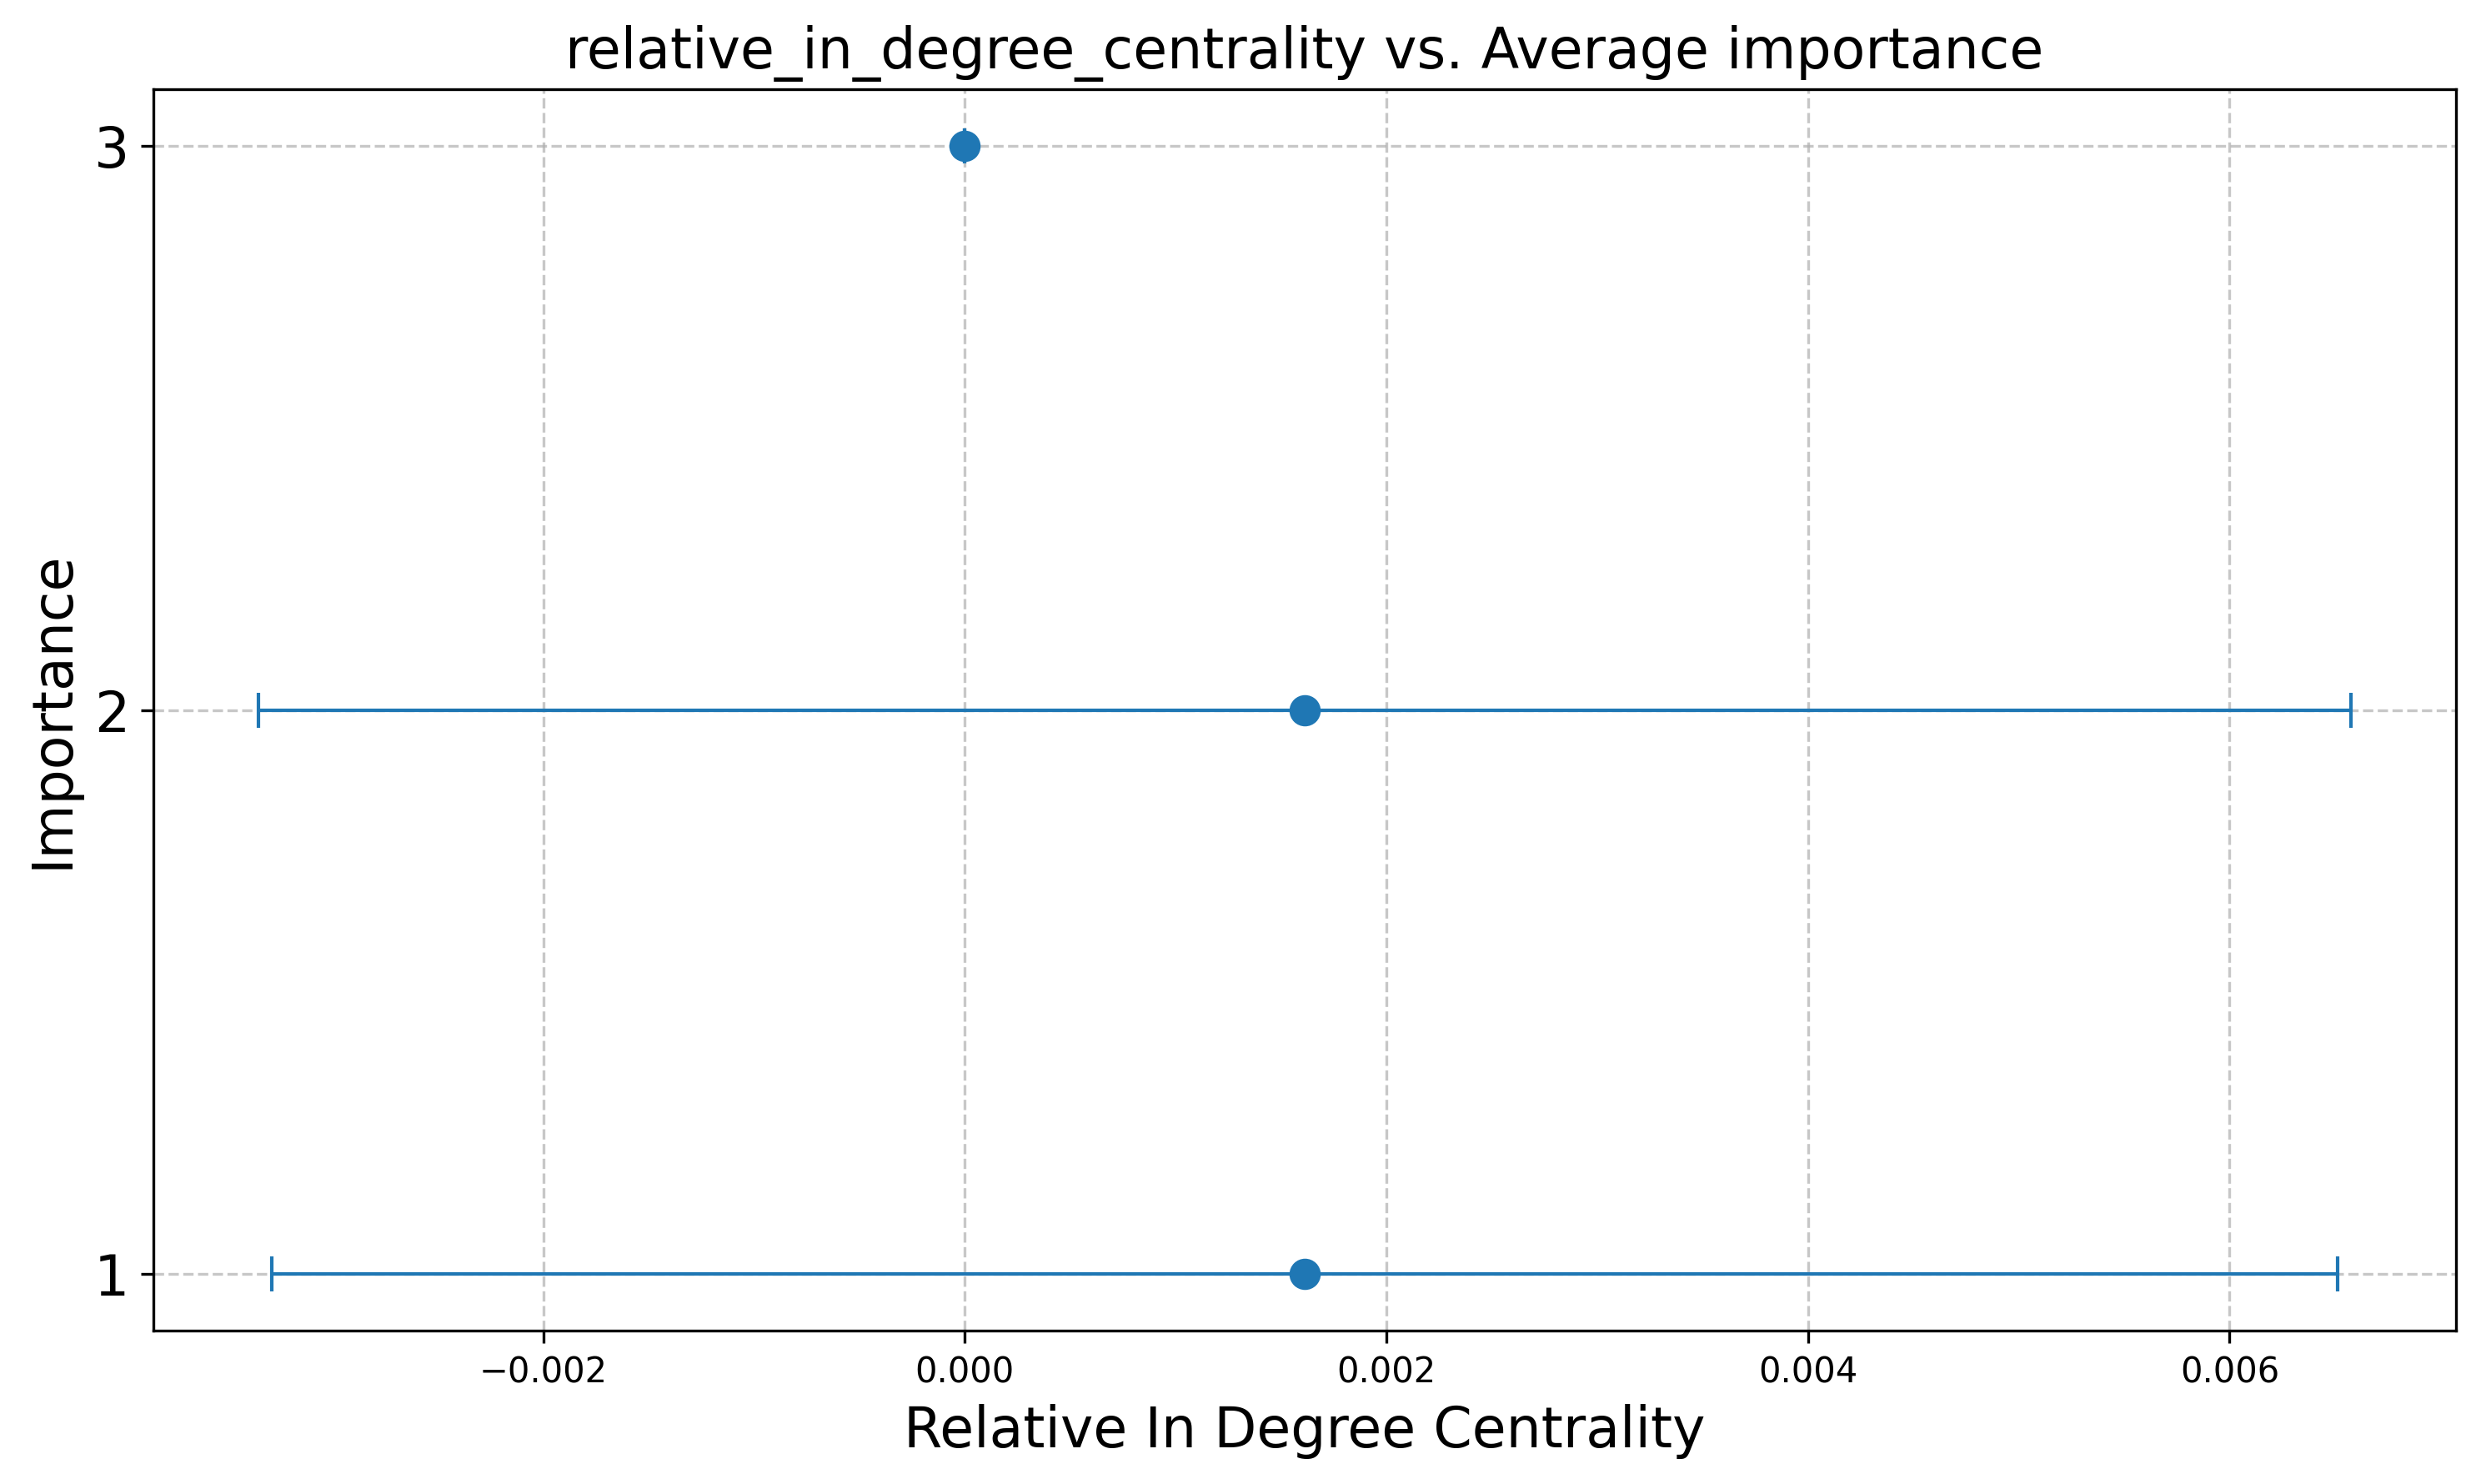 relative_in_degree_centrality vs. Average importance
3
2
1
Importance
−0.002
0.000
0.002
0.004
0.006
Relative In Degree Centrality